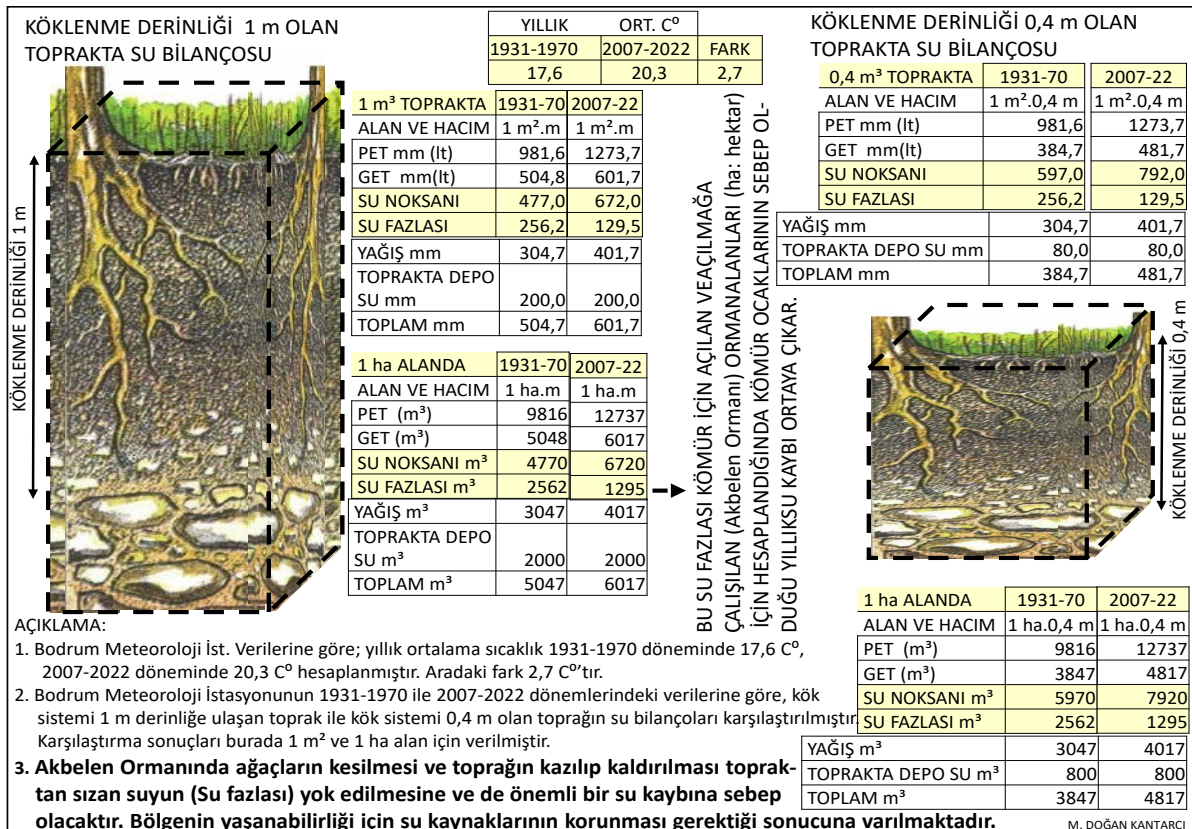 KÖKLENME DERİNLİĞİ 1 m OLAN
TOPRAKTA SU BİLANÇOSU
YILLIK ORT. C⁰
1931-1970 2007-2022 FARK
17,6 20,3 2,7
KÖKLENME DERİNLİĞİ 0,4 m OLAN
TOPRAKTA SU BİLANÇOSU
KÖKLENME DERİNLİĞİ 1 m
1 m³ TOPRAKTA 1931-70 2007-22
ALAN VE HACIM 1 m².m 1 m².m
PET mm (lt) 981,6 1273,7
GET mm(lt) 504,8 601,7
SU NOKSANI 477,0 672,0
SU FAZLASI 256,2 129,5
YAĞIŞ mm 304,7 401,7
TOPRAKTA DEPO
SU mm 200,0 200,0
TOPLAM mm 504,7 601,7
1 ha ALANDA 1931-70 2007-22
ALAN VE HACIM 1 ha.m 1 ha.m
PET (m³) 9816 12737
GET (m³) 5048 6017
SU NOKSANI m³ 4770 6720
SU FAZLASI m³ 2562 1295
YAĞIŞ m³ 3047 4017
TOPRAKTA DEPO
SU m³ 2000 2000
TOPLAM m³ 5047 6017
BU SU FAZLASI KÖMÜR İÇİN AÇILAN VEAÇILMAĞA
ÇALIŞILAN (Akbelen Ormanı) ORMANALANLARI (ha: hektar)
İÇİN HESAPLANDIĞINDA KÖMÜR OCAKLARININ SEBEP OL-
DUĞU YILLIKSU KAYBI ORTAYA ÇIKAR.
0,4 m³ TOPRAKTA 1931-70 2007-22
ALAN VE HACIM 1 m².0,4 m 1 m².0,4 m
PET mm (lt) 981,6 1273,7
GET mm(lt) 384,7 481,7
SU NOKSANI 597,0 792,0
SU FAZLASI 256,2 129,5
YAĞIŞ mm 304,7 401,7
TOPRAKTA DEPO SU mm 80,0 80,0
TOPLAM mm 384,7 481,7
KÖKLENME DERİNLİĞİ 0,4 m
1 ha ALANDA 1931-70 2007-22
ALAN VE HACIM 1 ha.0,4 m 1 ha.0,4 m
PET (m³) 9816 12737
GET (m³) 3847 4817
SU NOKSANI m³ 5970 7920
SU FAZLASI m³ 2562 1295
YAĞIŞ m³ 3047 4017
TOPRAKTA DEPO SU m³ 800 800
TOPLAM m³ 3847 4817
AÇIKLAMA:
1. Bodrum Meteoroloji İst. Verilerine göre; yıllık ortalama sıcaklık 1931-1970 döneminde 17,6 C⁰,
2007-2022 döneminde 20,3 C⁰ hesaplanmıştır. Aradaki fark 2,7 C⁰’tır.
2. Bodrum Meteoroloji İstasyonunun 1931-1970 ile 2007-2022 dönemlerindeki verilerine göre, kök
sistemi 1 m derinliğe ulaşan toprak ile kök sistemi 0,4 m olan toprağın su bilançoları karşılaştırılmıştır.
Karşılaştırma sonuçları burada 1 m² ve 1 ha alan için verilmiştir.
3. Akbelen Ormanında ağaçların kesilmesi ve toprağın kazılıp kaldırılması toprak-
tan sızan suyun (Su fazlası) yok edilmesine ve de önemli bir su kaybına sebep
olacaktır. Bölgenin yaşanabilirliği için su kaynaklarının korunması gerektiği sonucuna varılmaktadır.
M. DOĞAN KANTARCI